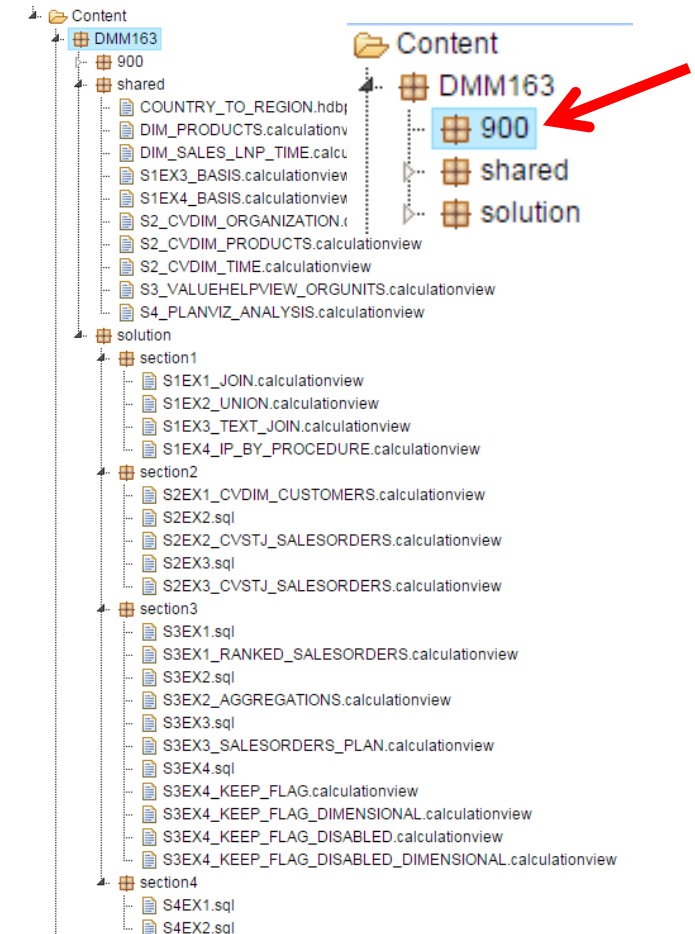 Content
DMM163
900
shared
COUNTRY_TO_REGION.hdbp
DIM_PRODUCTS.calculationv
DIM_SALES_LNP_TIME.calcu
S1EX3_BASIS.calculationview
S1EX4_BASIS.calculationview
S2_CVDIM_ORGANIZATION.
S2_CVDIM_PRODUCTS.calculationview
S2_CVDIM_TIME.calculationview
S3_VALUEHELPVIEW_ORGUNITS.calculationview
S4_PLANVIZ_ANALYSIS.calculationview
solution
section1
S1EX1_JOIN.calculationview
S1EX2_UNION.calculationview
S1EX3_TEXT_JOIN.calculationview
S1EX4_IP_BY_PROCEDURE.calculationview
section2
S2EX1_CVDIM_CUSTOMERS.calculationview
S2EX2.sql
S2EX2_CVSTJ_SALESORDERS.calculationview
S2EX3.sql
S2EX3_CVSTJ_SALESORDERS.calculationview
section3
S3EX1.sql
S3EX1_RANKED_SALESORDERS.calculationview
S3EX2.sql
S3EX2_AGGREGATIONS.calculationview
S3EX3.sql
S3EX3_SALESORDERS_PLAN.calculationview
S3EX4.sql
S3EX4_KEEP_FLAG.calculationview
S3EX4_KEEP_FLAG_DIMENSIONAL.calculationview
S3EX4_KEEP_FLAG_DISABLED.calculationview
S3EX4_KEEP_FLAG_DISABLED_DIMENSIONAL.calculationview
section4
S4EX1.sql
S4EX2.sql
Content
DMM163
900
shared
solution